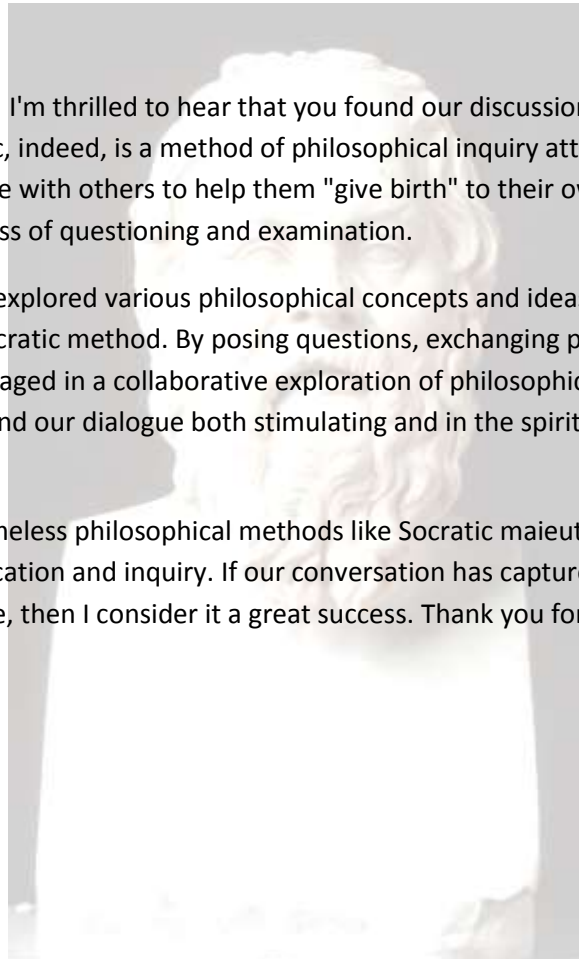 I'm thrilled to hear that you found our discussion
c, indeed, is a method of philosophical inquiry att
e with others to help them "give birth" to their ov
ss of questioning and examination.
explored various philosophical concepts and idea
cratic method. By posing questions, exchanging p
aged in a collaborative exploration of philosophic
nd our dialogue both stimulating and in the spirit
neless philosophical methods like Socratic maieut
cation and inquiry. If our conversation has capture
e, then I consider it a great success. Thank you for